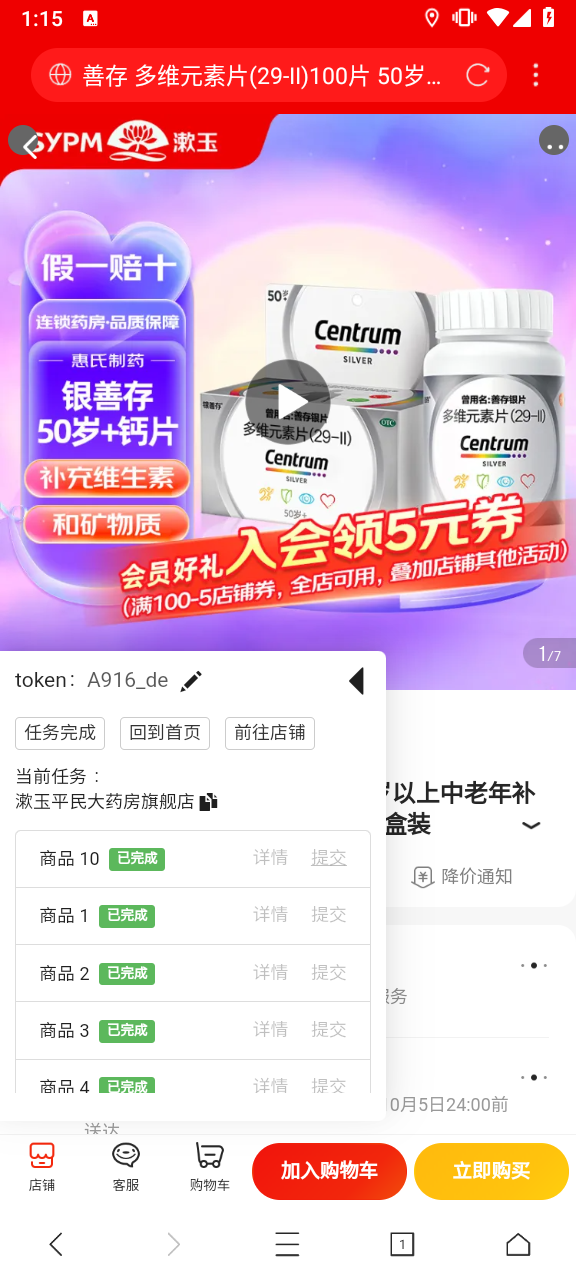 1:15
善存 多维元素片(29-II)100片 50岁...
SYPM 漱玉
假一赔十
连锁药房·品质保障
惠氏制药
银善存
50岁+钙片
补充维生素
和矿物质
50岁+
Centrum
SILVER
银善存
曾用名:善存银片
多维元素片(29-II)
OTC
Centrum
SILVER
50岁+
曾用名:善存银片
多维元素片(29-II)
Centrum
SILVER
会员好礼入会领5元券
(满100-5店铺券, 全店可用, 叠加店铺其他活动)
1/7
token: A916_de
任务完成 回到首页 前往店铺
当前任务 :
漱玉平民大药房旗舰店
商品 10 已完成 详情 提交
商品 1 已完成 详情 提交
商品 2 已完成 详情 提交
商品 3 已完成 详情 提交
商品 4 已完成 详情 提交
岁以上中老年补
盒装
降价通知
服务
10月5日24:00前
送达
店铺 客服 购物车 加入购物车 立即购买
1